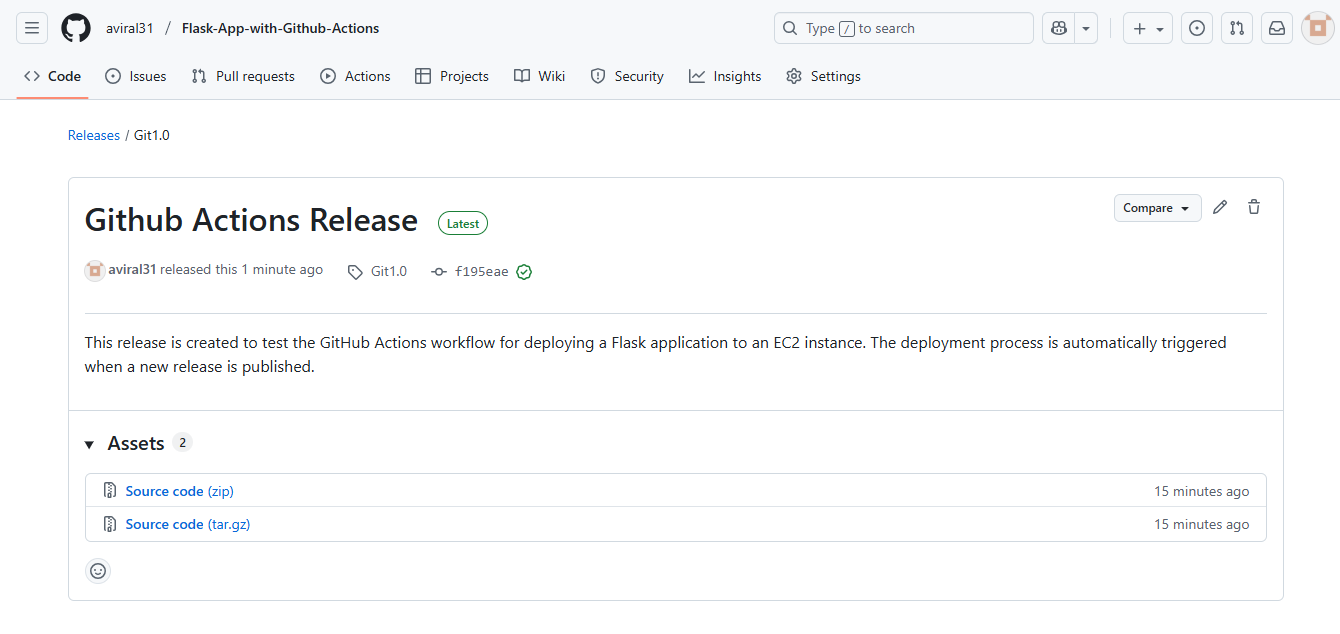 aviral31 / Flask-App-with-Github-Actions
Type / to search
Code Issues Pull requests Actions Projects Wiki Security Insights Settings
Releases / Git1.0
Github Actions Release Latest
Compare
aviral31 released this 1 minute ago Git1.0 f195eae
This release is created to test the GitHub Actions workflow for deploying a Flask application to an EC2 instance. The deployment process is automatically triggered
when a new release is published.
Assets 2
Source code (zip) 15 minutes ago
Source code (tar.gz) 15 minutes ago